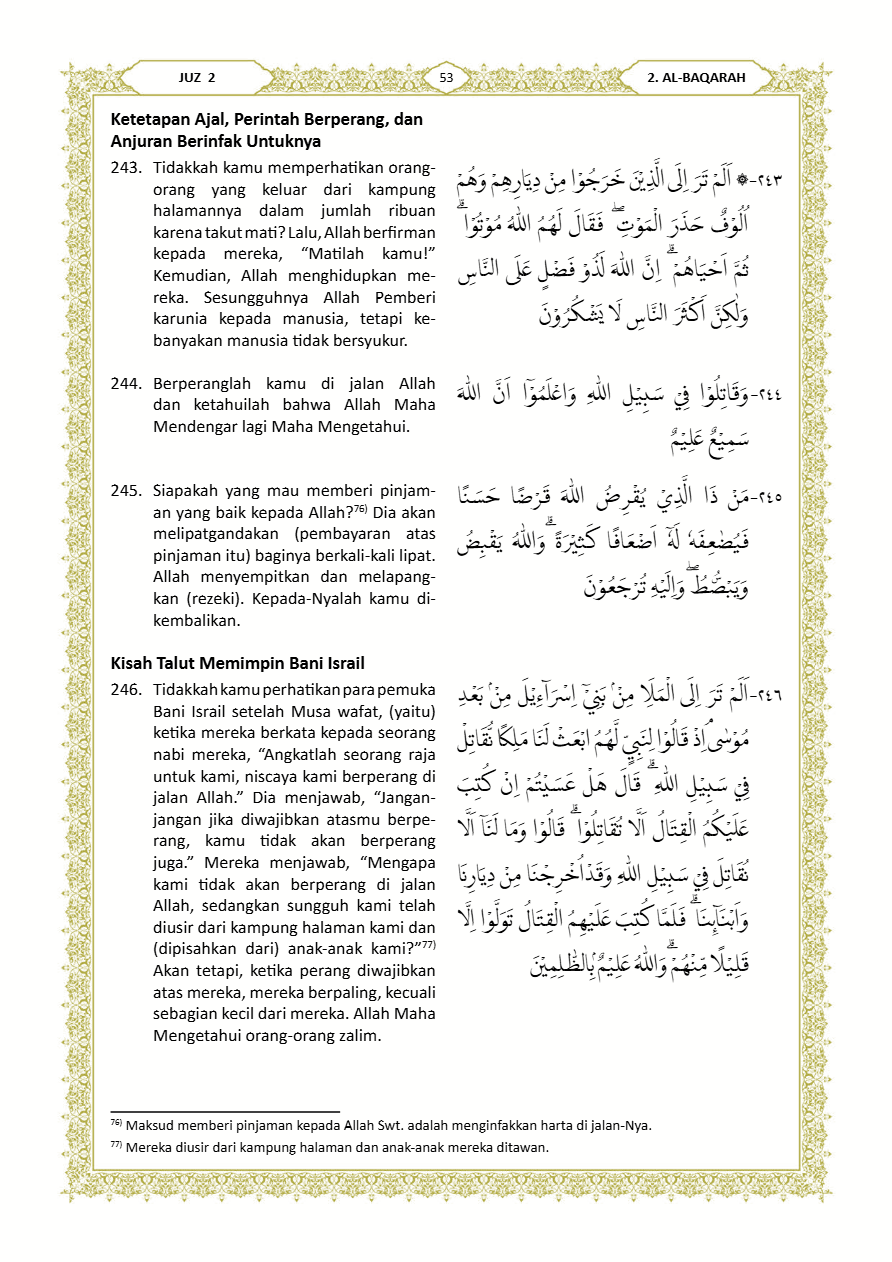 JUZ 2
53
2. AL-BAQARAH
Ketetapan Ajal, Perintah Berperang, dan
Anjuran Berinfak Untuknya
243. Tidakkah kamu memperhatikan orang-
orang yang keluar dari kampung
halamannya dalam jumlah ribuan
karena takut mati? Lalu, Allah berfirman
kepada mereka, “Matilah kamu!”
Kemudian, Allah menghidupkan me-
reka. Sesungguhnya Allah Pemberi
karunia kepada manusia, tetapi ke-
banyakan manusia tidak bersyukur.
٢٤٣- ۞ اَلَمْ تَرَ اِلَى الَّذِيْنَ خَرَجُوْا مِنْ دِيَارِهِمْ وَهُمْ
اُلُوْفٌ حَذَرَ الْمَوْتِۖ فَقَالَ لَهُمُ اللّٰهُ مُوْتُوْاۗ
ثُمَّ اَحْيَاهُمْۗ اِنَّ اللّٰهَ لَذُوْ فَضْلٍ عَلَى النَّاسِ
وَلٰكِنَّ اَكْثَرَ النَّاسِ لَا يَشْكُرُوْنَ
244. Berperanglah kamu di jalan Allah
dan ketahuilah bahwa Allah Maha
Mendengar lagi Maha Mengetahui.
٢٤٤- وَقَاتِلُوْا فِيْ سَبِيْلِ اللّٰهِ وَاعْلَمُوْٓا اَنَّ اللّٰهَ
سَمِيْعٌ عَلِيْمٌ
245. Siapakah yang mau memberi pinjam-
an yang baik kepada Allah?⁷⁶⁾ Dia akan
melipatgandakan (pembayaran atas
pinjaman itu) baginya berkali-kali lipat.
Allah menyempitkan dan melapang-
kan (rezeki). Kepada-Nyalah kamu di-
kembalikan.
٢٤٥- مَنْ ذَا الَّذِيْ يُقْرِضُ اللّٰهَ قَرْضًا حَسَنًا
فَيُضٰعِفَهٗ لَهٗٓ اَضْعَافًا كَثِيْرَةًۗ وَاللّٰهُ يَقْبِضُ
وَيَبْصُۣطُۖ وَاِلَيْهِ تُرْجَعُوْنَ
Kisah Talut Memimpin Bani Israil
246. Tidakkah kamu perhatikan para pemuka
Bani Israil setelah Musa wafat, (yaitu)
ketika mereka berkata kepada seorang
nabi mereka, “Angkatlah seorang raja
untuk kami, niscaya kami berperang di
jalan Allah.” Dia menjawab, “Jangan-
jangan jika diwajibkan atasmu berpe-
rang, kamu tidak akan berperang
juga.” Mereka menjawab, “Mengapa
kami tidak akan berperang di jalan
Allah, sedangkan sungguh kami telah
diusir dari kampung halaman kami dan
(dipisahkan dari) anak-anak kami?”⁷⁷⁾
Akan tetapi, ketika perang diwajibkan
atas mereka, mereka berpaling, kecuali
sebagian kecil dari mereka. Allah Maha
Mengetahui orang-orang zalim.
٢٤٦- اَلَمْ تَرَ اِلَى الْمَلَاِ مِنْۢ بَنِيْٓ اِسْرَاۤءِيْلَ مِنْۢ بَعْدِ
مُوْسٰىۘ اِذْ قَالُوْا لِنَبِيٍّ لَّهُمُ ابْعَثْ لَنَا مَلِكًا نُّقَاتِلْ
فِيْ سَبِيْلِ اللّٰهِۗ قَالَ هَلْ عَسَيْتُمْ اِنْ كُتِبَ
عَلَيْكُمُ الْقِتَالُ اَلَّا تُقَاتِلُوْاۗ قَالُوْا وَمَا لَنَآ اَلَّا
نُقَاتِلَ فِيْ سَبِيْلِ اللّٰهِ وَقَدْ اُخْرِجْنَا مِنْ دِيَارِنَا
وَاَبْنَاۤىِٕنَاۗ فَلَمَّا كُتِبَ عَلَيْهِمُ الْقِتَالُ تَوَلَّوْا اِلَّا
قَلِيْلًا مِّنْهُمْۗ وَاللّٰهُ عَلِيْمٌۢ بِالظّٰلِمِيْنَ
⁷⁶⁾ Maksud memberi pinjaman kepada Allah Swt. adalah menginfakkan harta di jalan-Nya.
⁷⁷⁾ Mereka diusir dari kampung halaman dan anak-anak mereka ditawan.